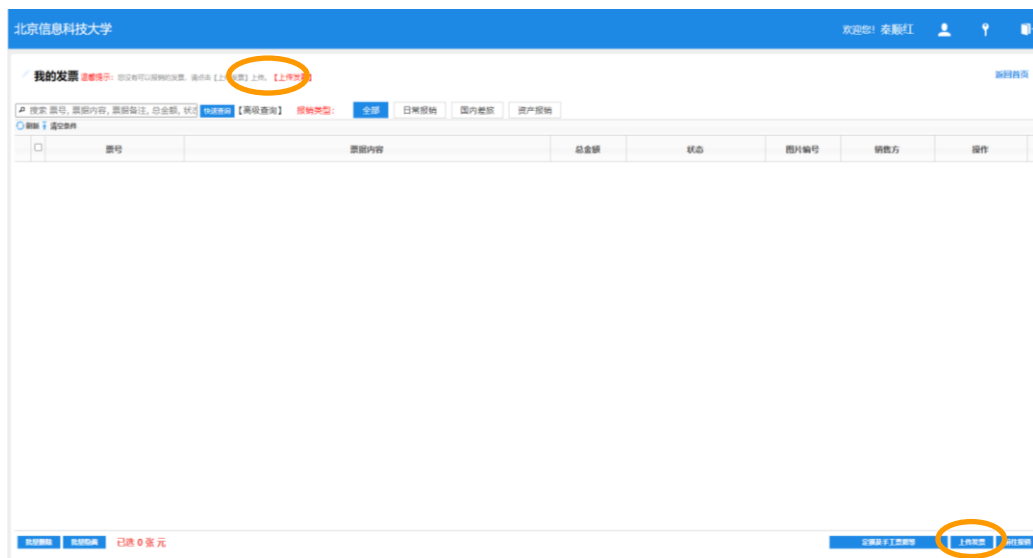 北京信息科技大学
欢迎您！秦顺红
我的发票 温馨提示：您没有可以报销的发票，请点击【上传发票】上传。【上传发票】
返回首页
搜索 票号, 票据内容, 票据备注, 总金额, 状态 快速查询 【高级查询】 报销类型： 全部 日常报销 国内差旅 资产报销
刷新 清空条件
票号 票据内容 总金额 状态 图片编号 销售方 操作
批量删除 已选 0 张 元
上传发票